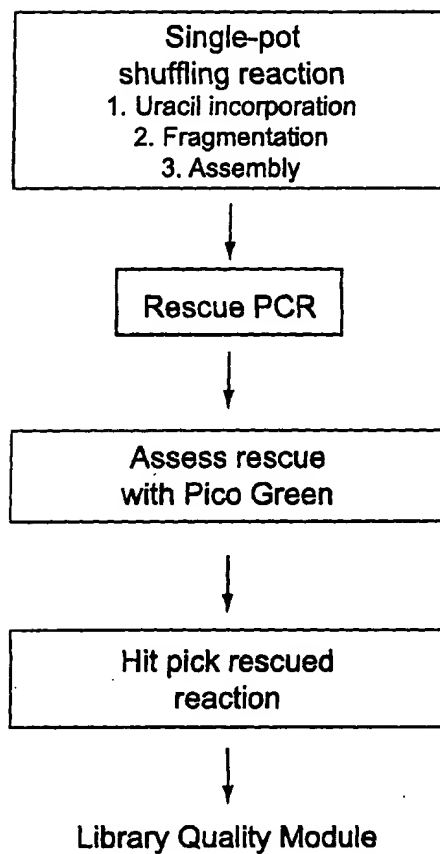 Single-pot
shuffling reaction
1. Uracil incorporation
2. Fragmentation
3. Assembly
Rescue PCR
Assess rescue
with Pico Green
Hit pick rescued
reaction
Library Quality Module